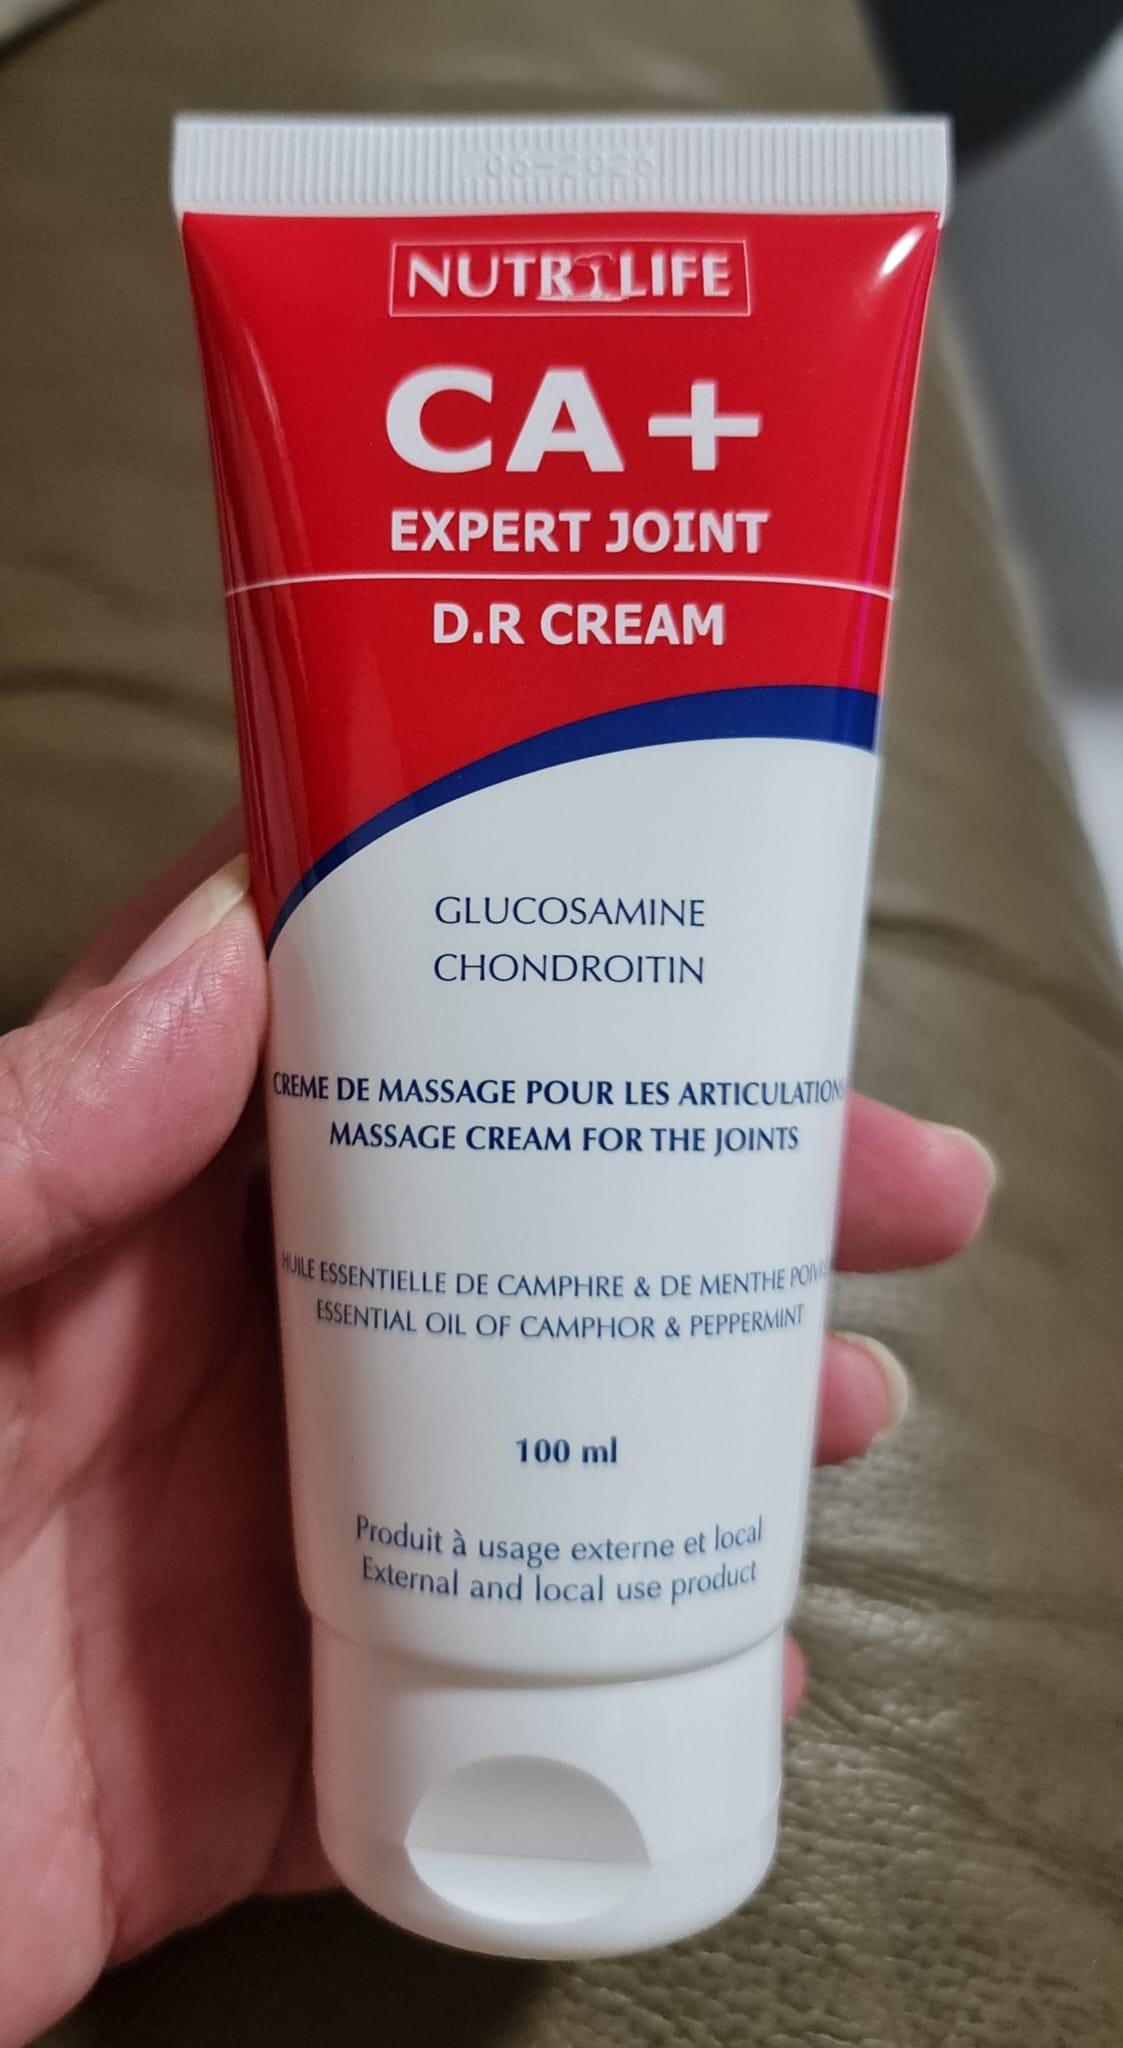 06-2026
NUTRILIFE
CA+
EXPERT JOINT
D.R CREAM
GLUCOSAMINE
CHONDROITIN
CREME DE MASSAGE POUR LES ARTICULATIONS
MASSAGE CREAM FOR THE JOINTS
HUILE ESSENTIELLE DE CAMPHRE & DE MENTHE
ESSENTIAL OIL OF CAMPHOR & PEPPERMINT
100 ml
Produit à usage externe et local
External and local use product